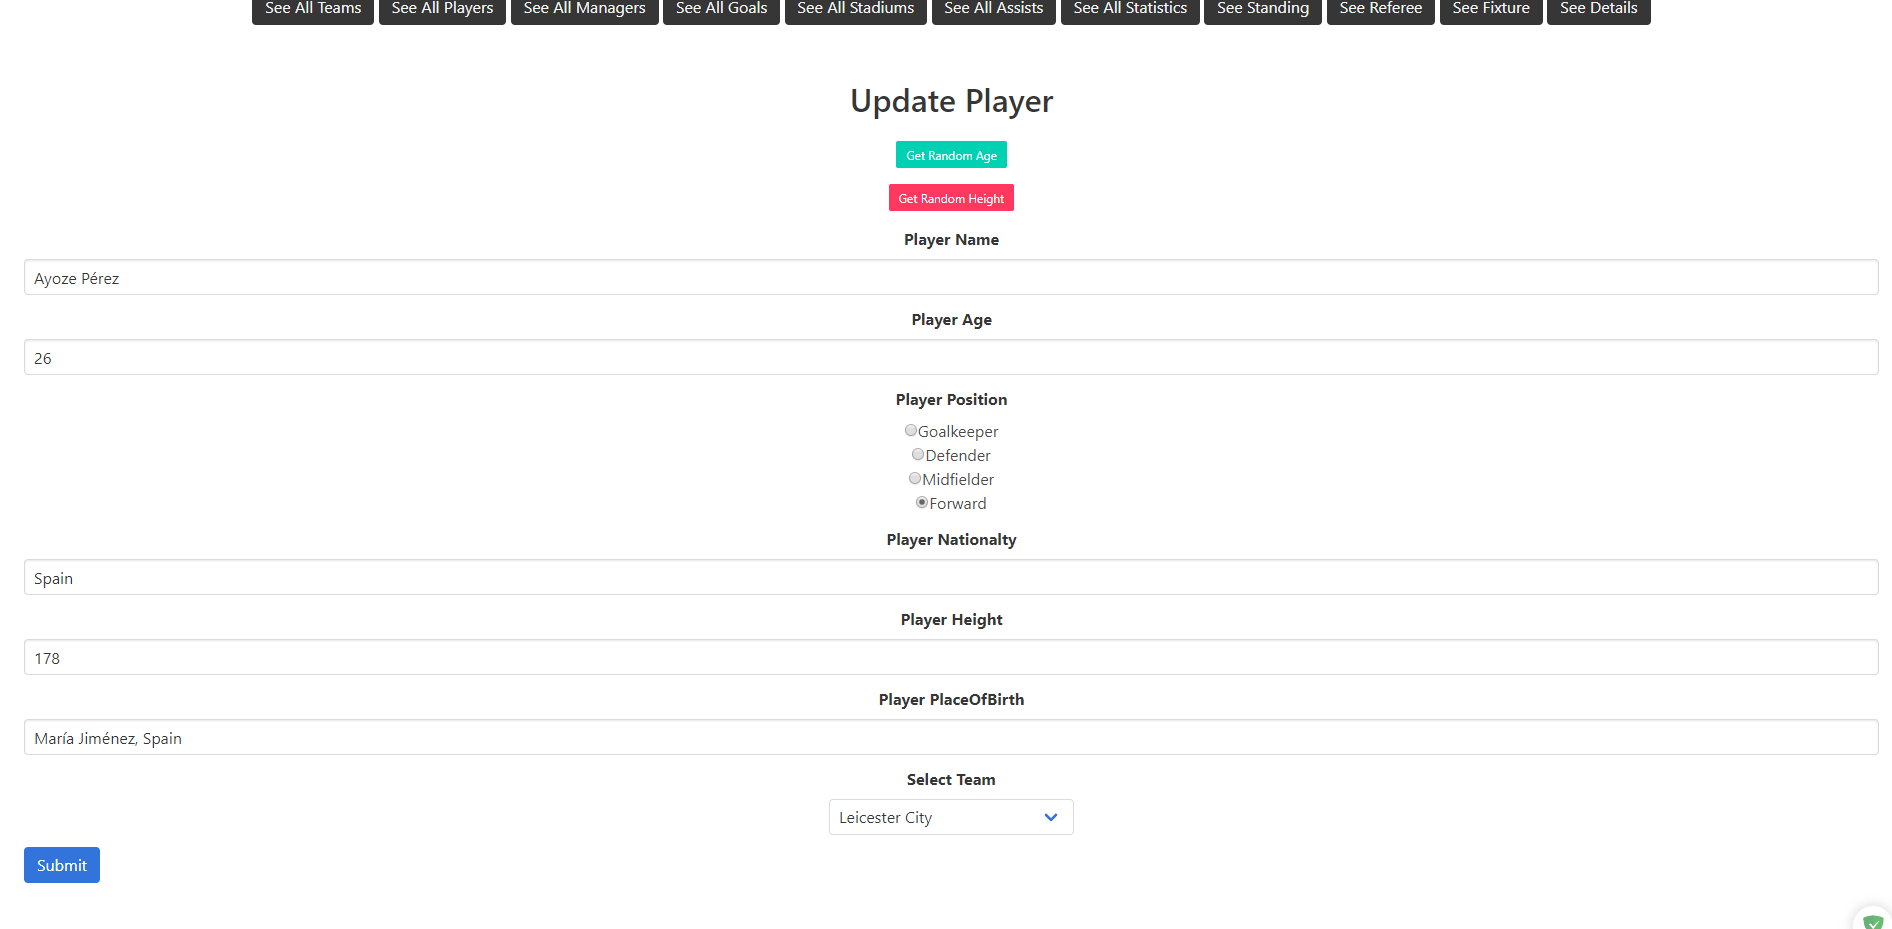 See All Teams See All Players See All Managers See All Goals See All Stadiums See All Assists See All Statistics See Standing See Referee See Fixture See Details
Update Player
Get Random Age
Get Random Height
Player Name
Ayoze Pérez
Player Age
26
Player Position
Goalkeeper
Defender
Midfielder
Forward
Player Nationalty
Spain
Player Height
178
Player PlaceOfBirth
María Jiménez, Spain
Select Team
Leicester City
Submit